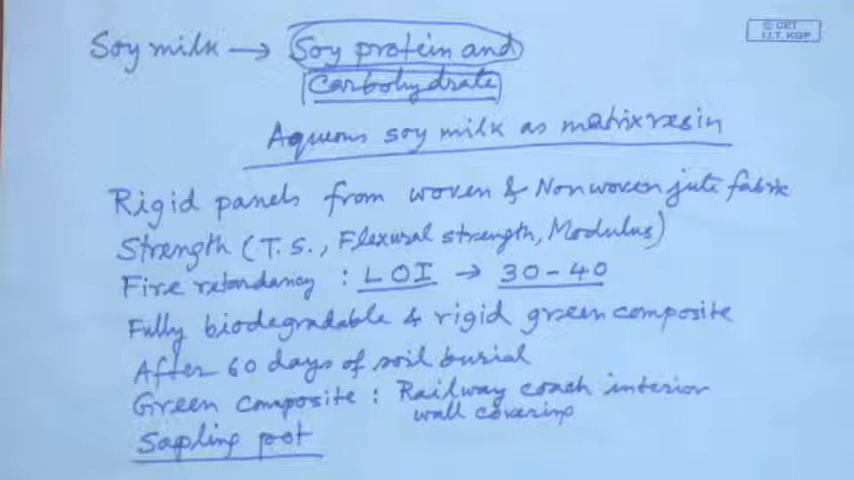 © CET
I.I.T. KGP
Soy milk → Soy protein and
Carbohydrate
Aqueous soy milk as matrix resin
Rigid panels from woven & Nonwoven jute fabric
Strength (T.S., Flexural strength, Modulus)
Fire retardancy : LOI → 30-40
Fully biodegradable & rigid green composite
After 60 days of soil burial
Green composite : Railway coach interior
wall covering
Sapling pot